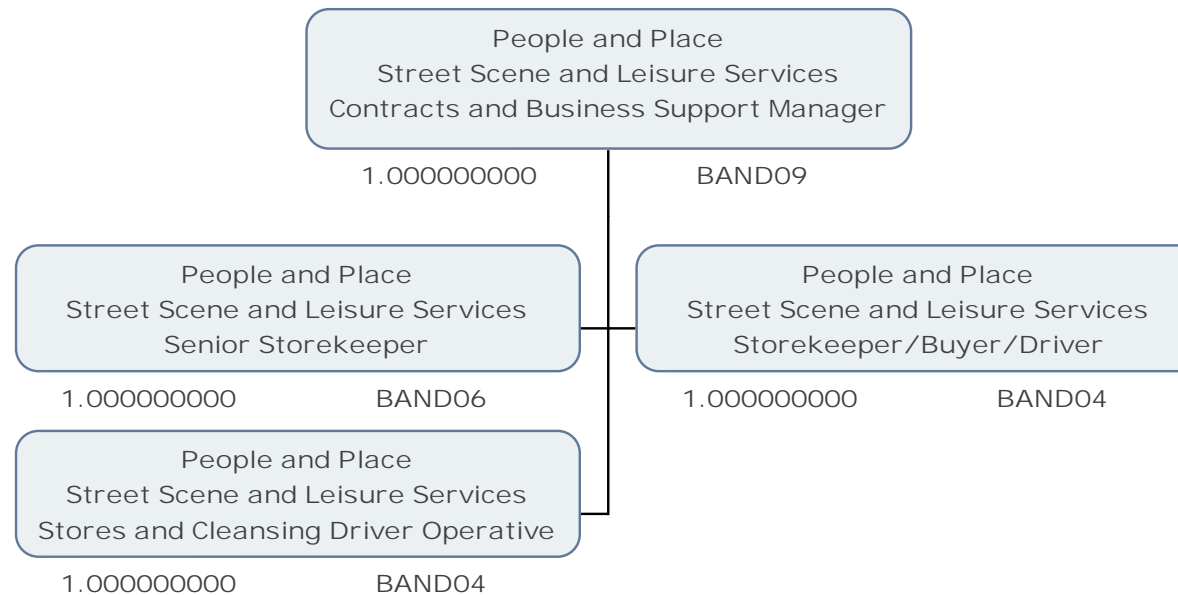 People and Place
Street Scene and Leisure Services
Contracts and Business Support Manager
1.000000000 BAND09
People and Place
Street Scene and Leisure Services
Senior Storekeeper
1.000000000 BAND06
People and Place
Street Scene and Leisure Services
Storekeeper/Buyer/Driver
1.000000000 BAND04
People and Place
Street Scene and Leisure Services
Stores and Cleansing Driver Operative
1.000000000 BAND04